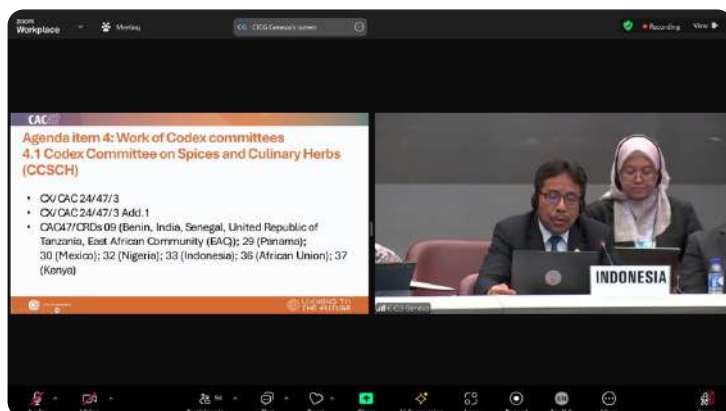 zoom
Workplace
Meeting
CICG Geneva's screen
Recording
View
CAC47
Agenda item 4: Work of Codex committees
4.1 Codex Committee on Spices and Culinary Herbs
(CCSCH)
• CX/CAC 24/47/3
• CX/CAC 24/47/3 Add.1
• CAC47/CRDs 09 (Benin, India, Senegal, United Republic of
Tanzania, East African Community (EAC)); 29 (Panama);
30 (Mexico); 32 (Nigeria); 33 (Indonesia); 36 (African Union); 37
(Kenya)
LOOKING TO
THE FUTURE
INDONESIA
CICG Geneva